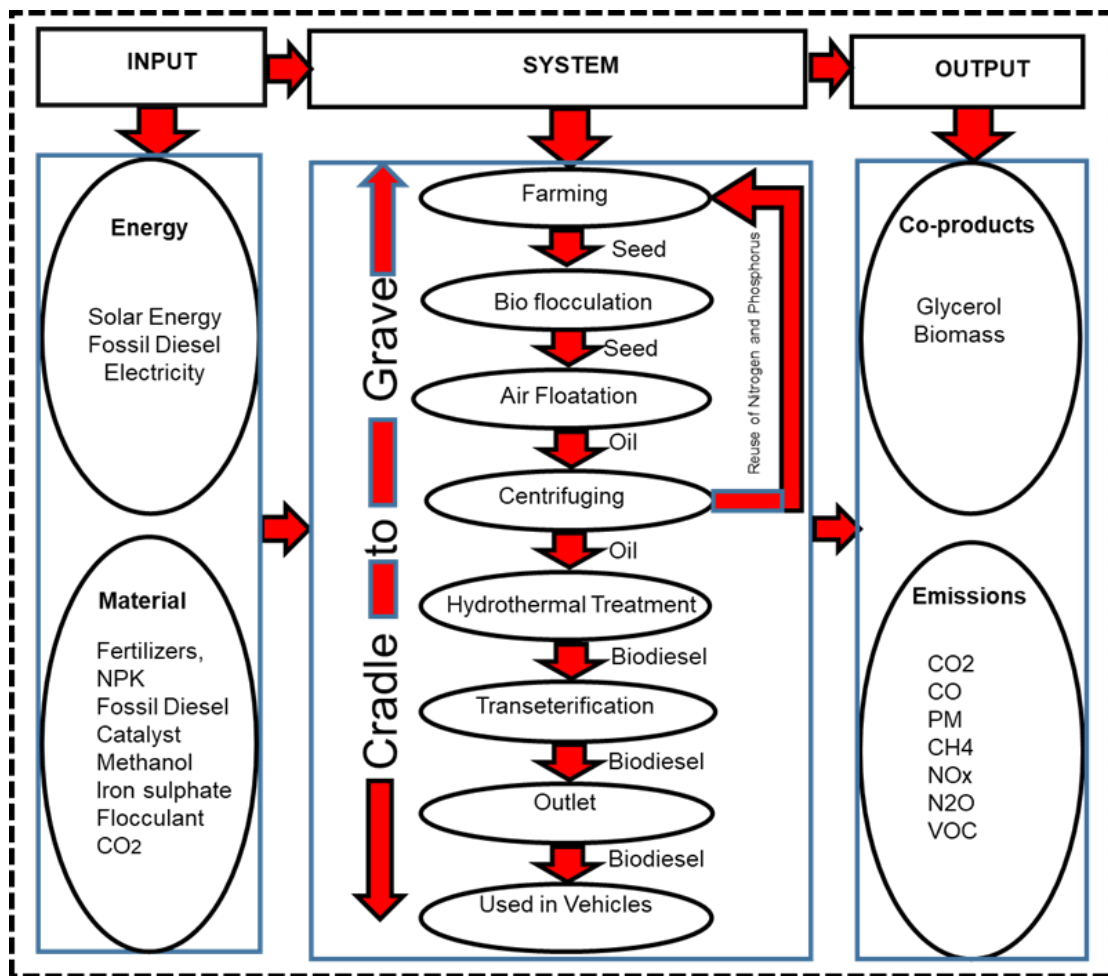 INPUT
SYSTEM
OUTPUT
Energy
Solar Energy
Fossil Diesel
Electricity
Material
Fertilizers,
NPK
Fossil Diesel
Catalyst
Methanol
Iron sulphate
Flocculant
CO2
Cradle to Grave
Farming
Seed
Bio flocculation
Seed
Air Floatation
Oil
Centrifuging
Oil
Hydrothermal Treatment
Biodiesel
Transeterification
Biodiesel
Outlet
Biodiesel
Used in Vehicles
Reuse of Nitrogen and Phosphorus
Co-products
Glycerol
Biomass
Emissions
CO2
CO
PM
CH4
NOx
N2O
VOC